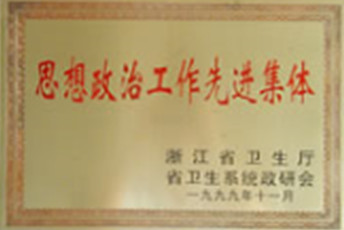 思想政治工作先进集体
浙江省卫生厅
省卫生系统政研会
一九九九年十一月